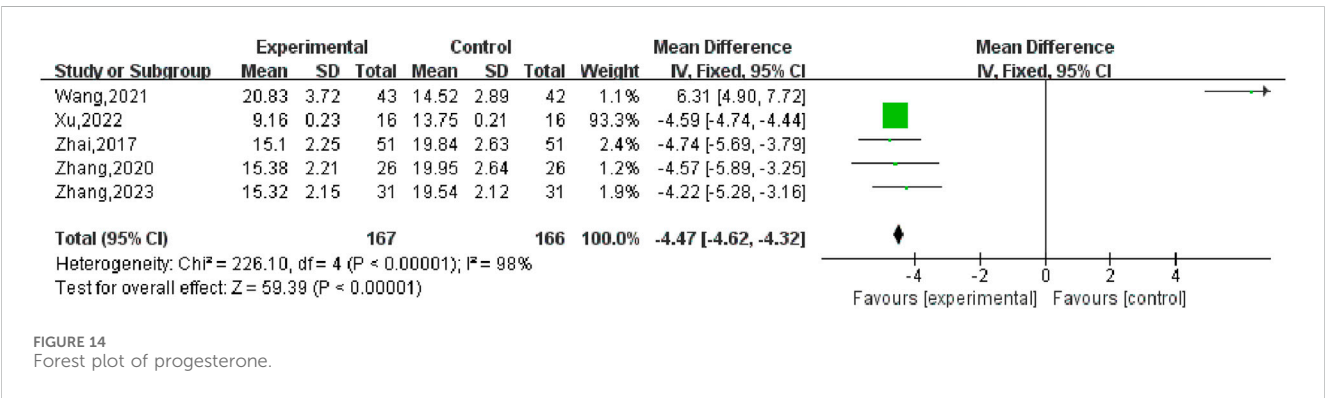 Experimental Control Mean Difference Mean Difference
Study or Subgroup Mean SD Total Mean SD Total Weight IV, Fixed, 95% CI IV, Fixed, 95% CI
Wang,2021 20.83 3.72 43 14.52 2.89 42 1.1% 6.31 [4.90, 7.72]
Xu,2022 9.16 0.23 16 13.75 0.21 16 93.3% -4.59 [-4.74, -4.44]
Zhai,2017 15.1 2.25 51 19.84 2.63 51 2.4% -4.74 [-5.69, -3.79]
Zhang,2020 15.38 2.21 26 19.95 2.64 26 1.2% -4.57 [-5.89, -3.25]
Zhang,2023 15.32 2.15 31 19.54 2.12 31 1.9% -4.22 [-5.28, -3.16]
Total (95% CI) 167 166 100.0% -4.47 [-4.62, -4.32]
Heterogeneity: Chi² = 226.10, df = 4 (P < 0.00001); I² = 98%
Test for overall effect: Z = 59.39 (P < 0.00001)
-4 -2 0 2 4
Favours [experimental] Favours [control]
FIGURE 14
Forest plot of progesterone.